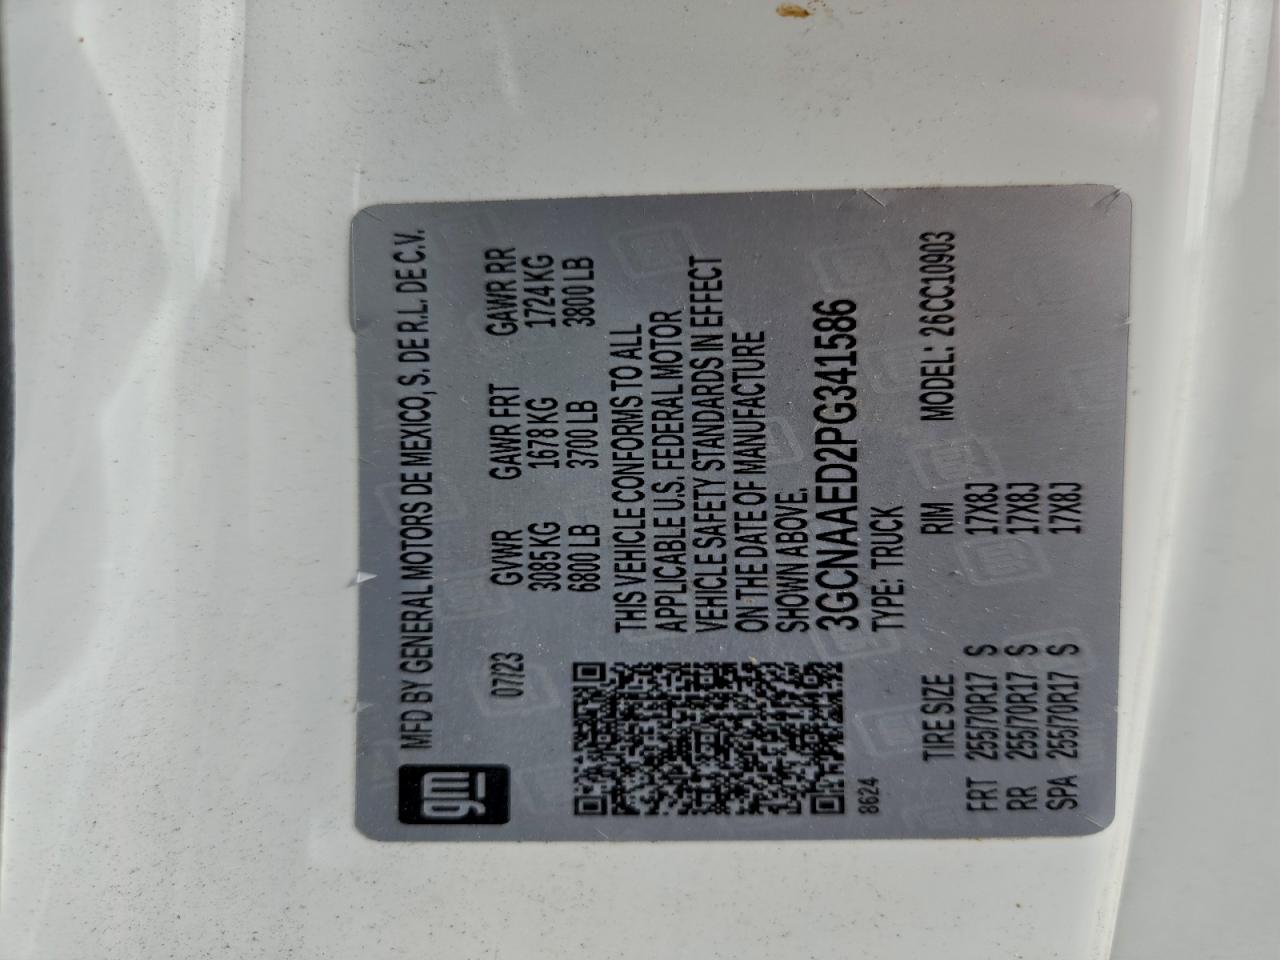 gm
MFD BY GENERAL MOTORS DE MEXICO, S. DE R.L. DE C.V.
07/23 GVWR GAWR FRT GAWR RR
3085 KG 1678 KG 1724 KG
6800 LB 3700 LB 3800 LB
THIS VEHICLE CONFORMS TO ALL
APPLICABLE U.S. FEDERAL MOTOR
VEHICLE SAFETY STANDARDS IN EFFECT
ON THE DATE OF MANUFACTURE
SHOWN ABOVE.
3GCNAAED2PG341586
8624 TYPE: TRUCK
TIRE SIZE RIM MODEL: 26CC10903
FRT 255/70R17 S 17X8J
RR 255/70R17 S 17X8J
SPA 255/70R17 S 17X8J